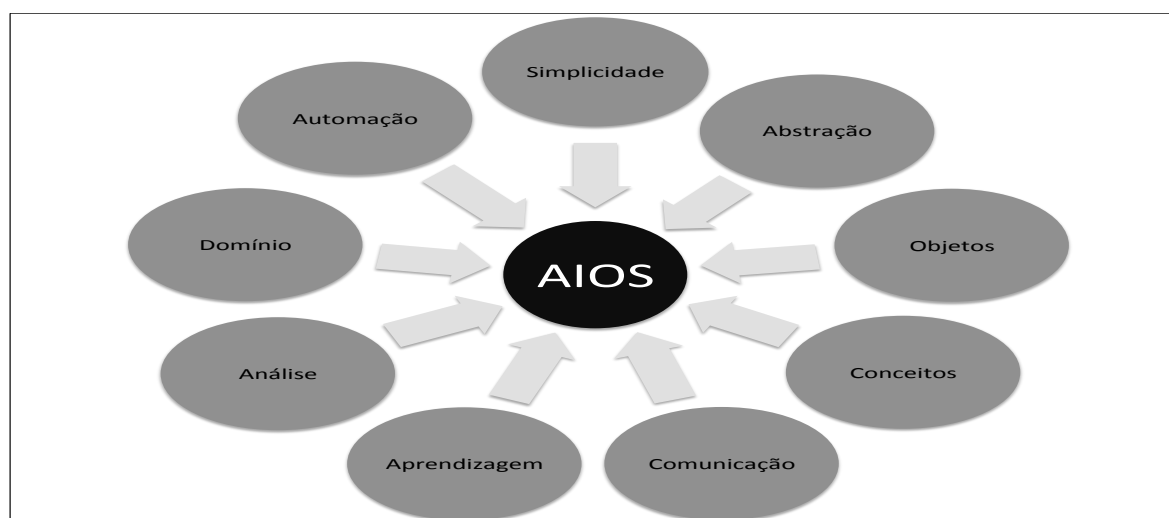 Simplicidade
Automação
Abstração
Domínio
Objetos
AIOS
Análise
Conceitos
Aprendizagem
Comunicação